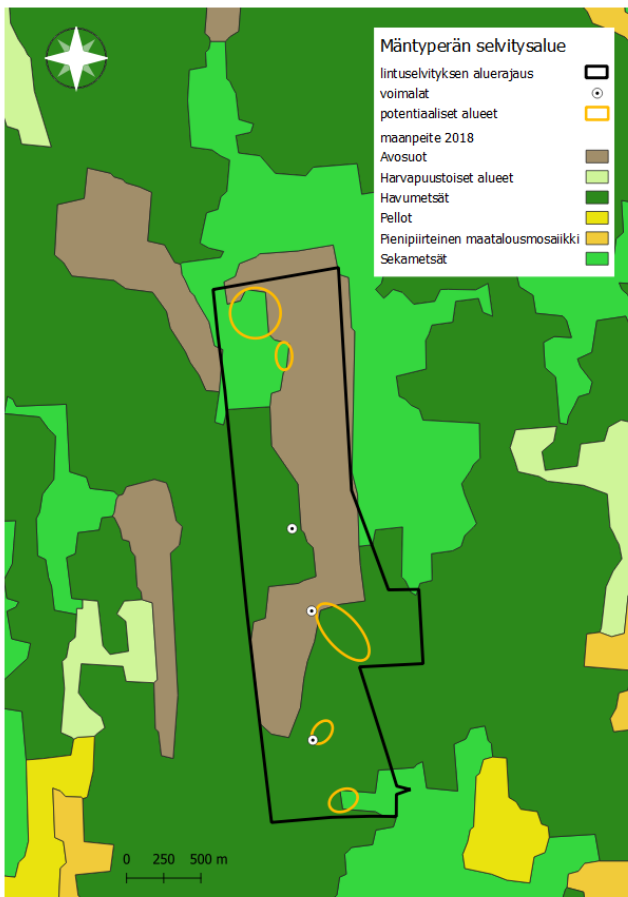 Mäntyperän selvitysalue
lintuselvityksen aluerajaus
voimalat
potentiaaliset alueet
maanpeite 2018
Avosuot
Harvapuustoiset alueet
Havumetsät
Pellot
Pienipiirteinen maatalousmosaiikki
Sekametsät
0 250 500 m